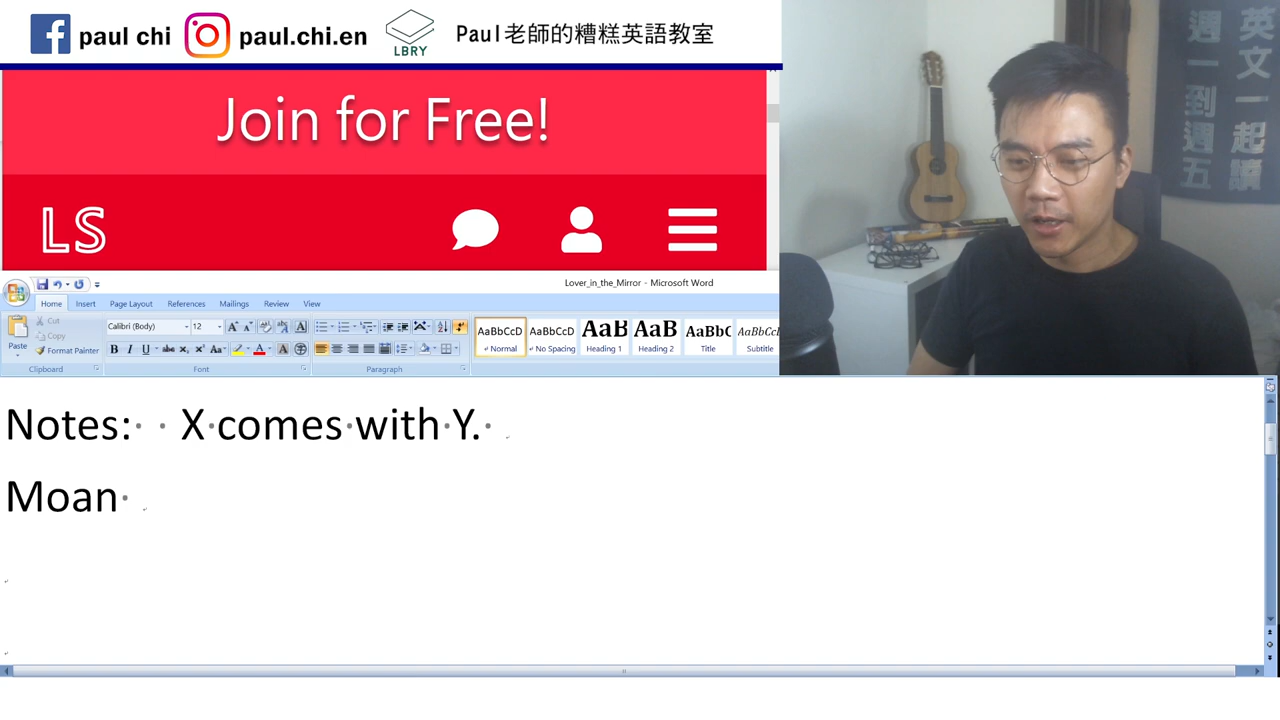 paul chi
paul.chi.en
LBRY
Paul老師的糟糕英語教室
Join for Free!
LS
英文一起讀
週一到週五
Lover_in_the_Mirror - Microsoft Word
Home Insert Page Layout References Mailings Review View
Paste
Cut
Copy
Format Painter
Clipboard
Calibri (Body) 12
Font
Paragraph
AaBbCcD AaBbCcD AaBb AaB AaBbC AaBbCc
Normal No Spacing Heading 1 Heading 2 Title Subtitle
Notes: X comes with Y.
Moan